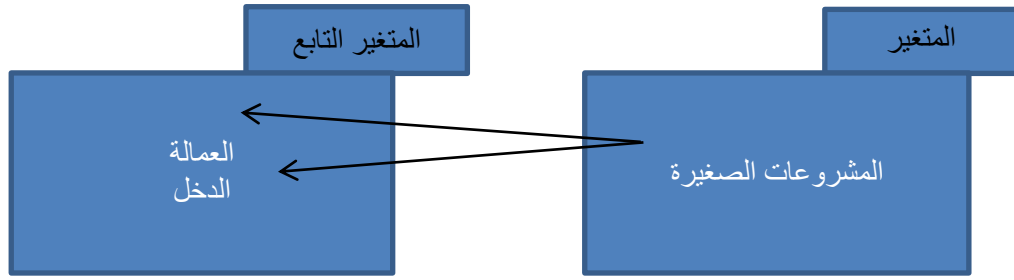 المتغير
المتغير التابع
المشروعات الصغيرة
العمالة
الدخل